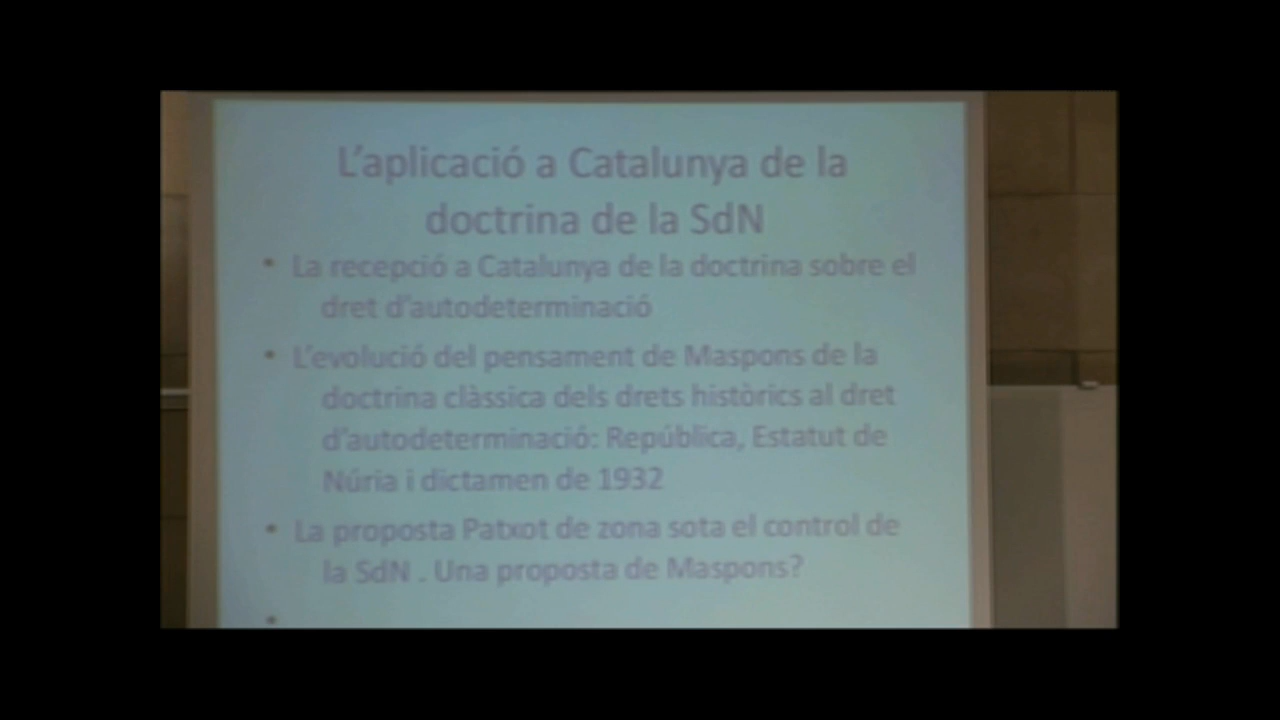 L'aplicació a Catalunya de la
doctrina de la SdN
• La recepció a Catalunya de la doctrina sobre el
dret d'autodeterminació
• L'evolució del pensament de Maspons de la
doctrina clàssica dels drets històrics al dret
d'autodeterminació: República, Estatut de
Núria i dictamen de 1932
• La proposta Patxot de zona sota el control de
la SdN . Una proposta de Maspons?
•